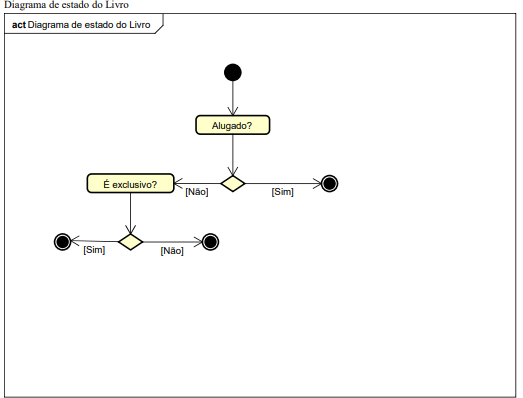 Diagrama de estado do Livro
act Diagrama de estado do Livro
Alugado?
É exclusivo?
[Não]
[Sim]
[Sim]
[Não]